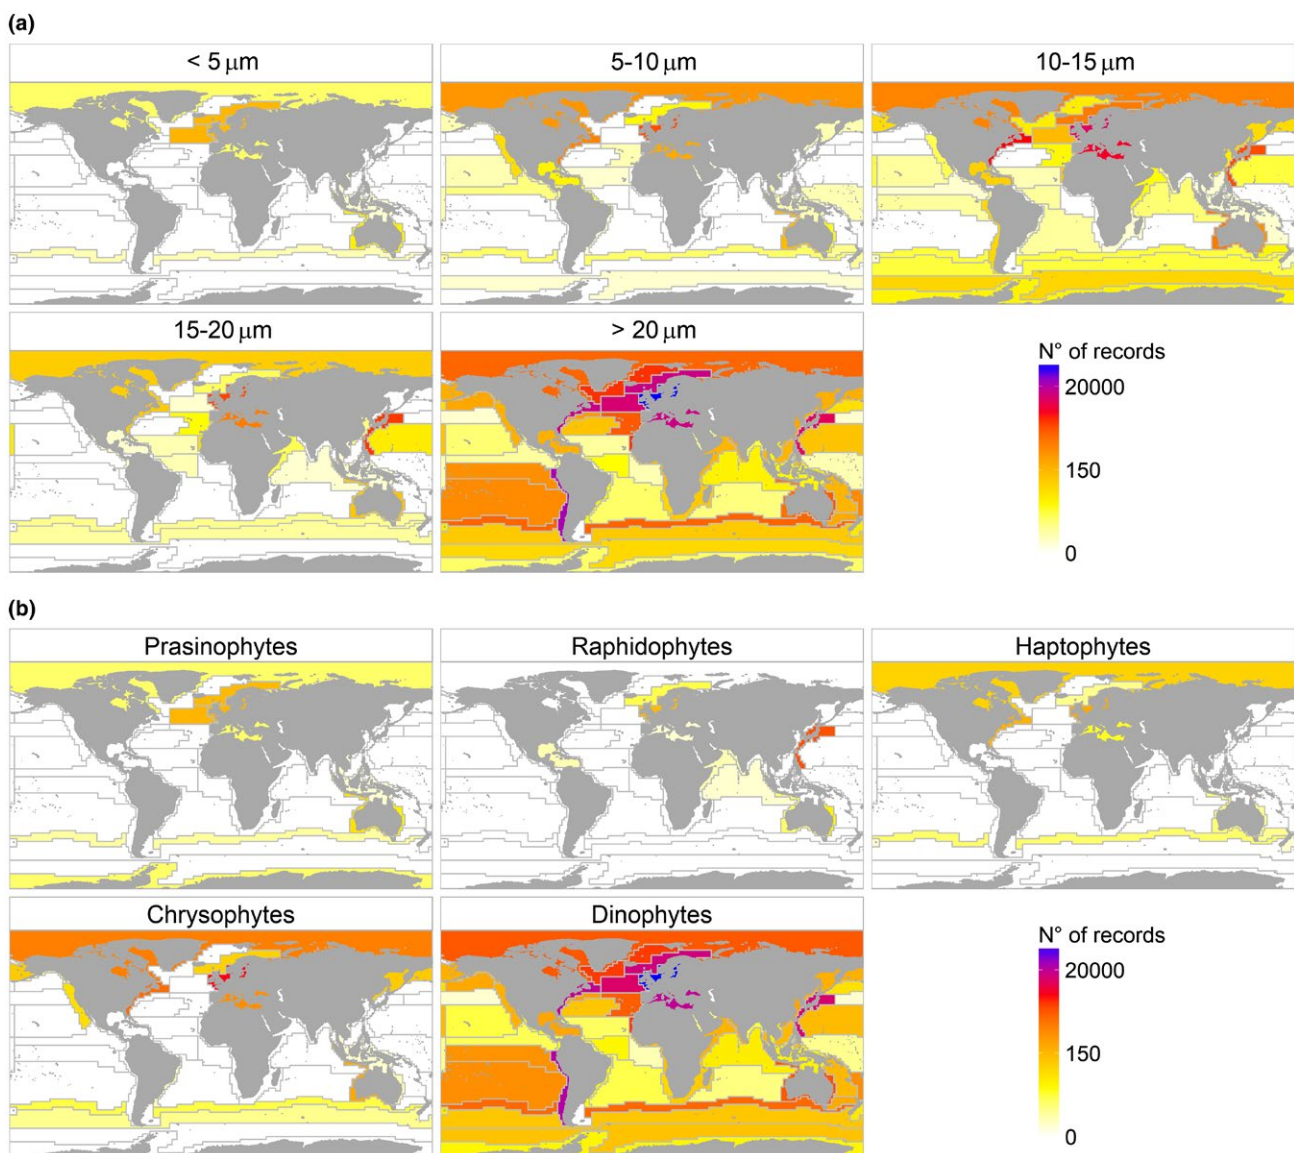 (a)
< 5 μm
5-10 μm
10-15 μm
15-20 μm
> 20 μm
N° of records
20000
150
0
(b)
Prasinophytes
Raphidophytes
Haptophytes
Chrysophytes
Dinophytes
N° of records
20000
150
0